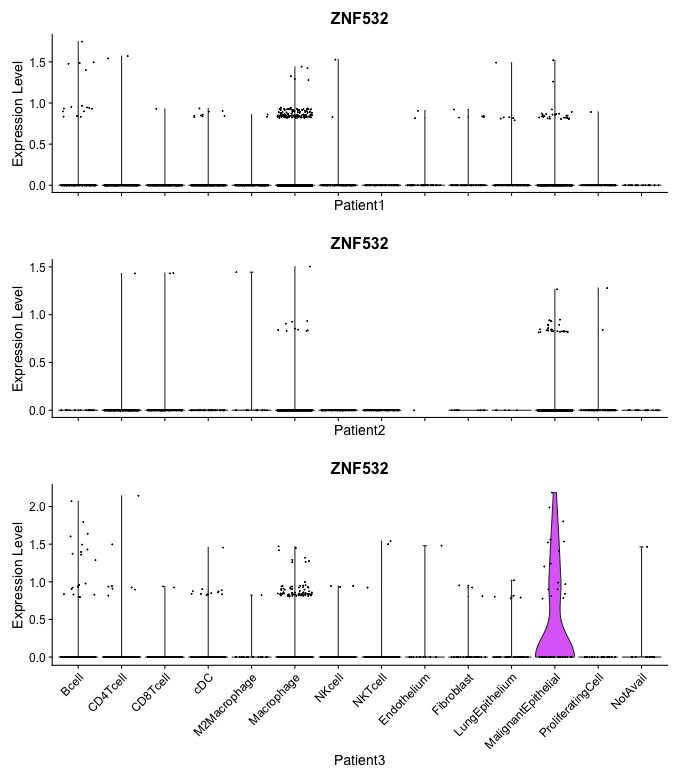 ZNF532
Expression Level
1.5
1.0
0.5
0.0
Patient1
ZNF532
Expression Level
1.5
1.0
0.5
0.0
Patient2
ZNF532
Expression Level
2.0
1.5
1.0
0.5
0.0
Bcell
CD4Tcell
CD8Tcell
cDC
M2Macrophage
Macrophage
NKcell
NKTcell
Endothelium
Fibroblast
LungEpithelium
MalignantEpithelial
ProliferatingCell
NotAvail
Patient3